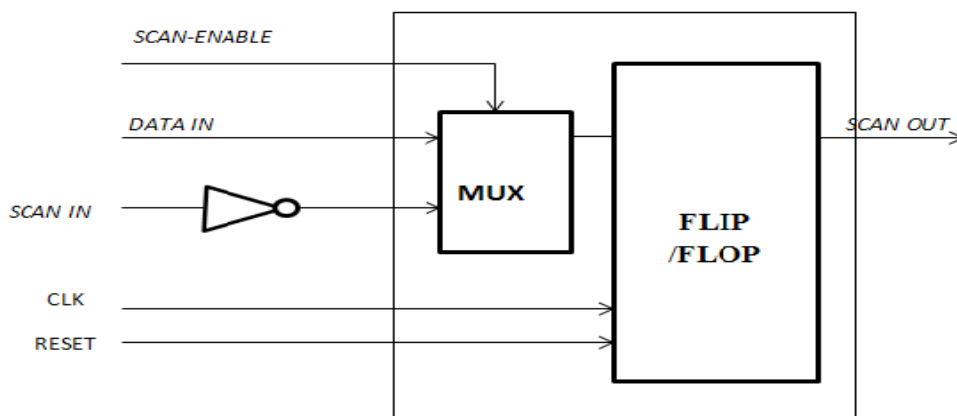 SCAN-ENABLE
DATA IN
SCAN OUT
MUX
SCAN IN
FLIP
/FLOP
CLK
RESET